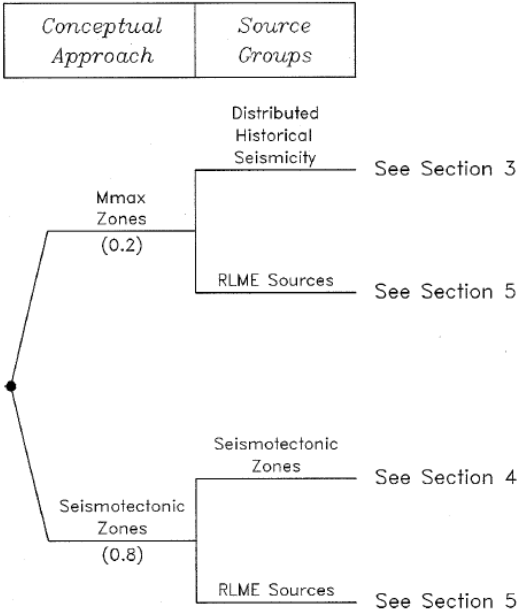 Conceptual
Approach
Source
Groups
Distributed
Historical
Seismicity
See Section 3
Mmax
Zones
(0.2)
RLME Sources
See Section 5
Seismotectonic
Zones
See Section 4
Seismotectonic
Zones
(0.8)
RLME Sources
See Section 5